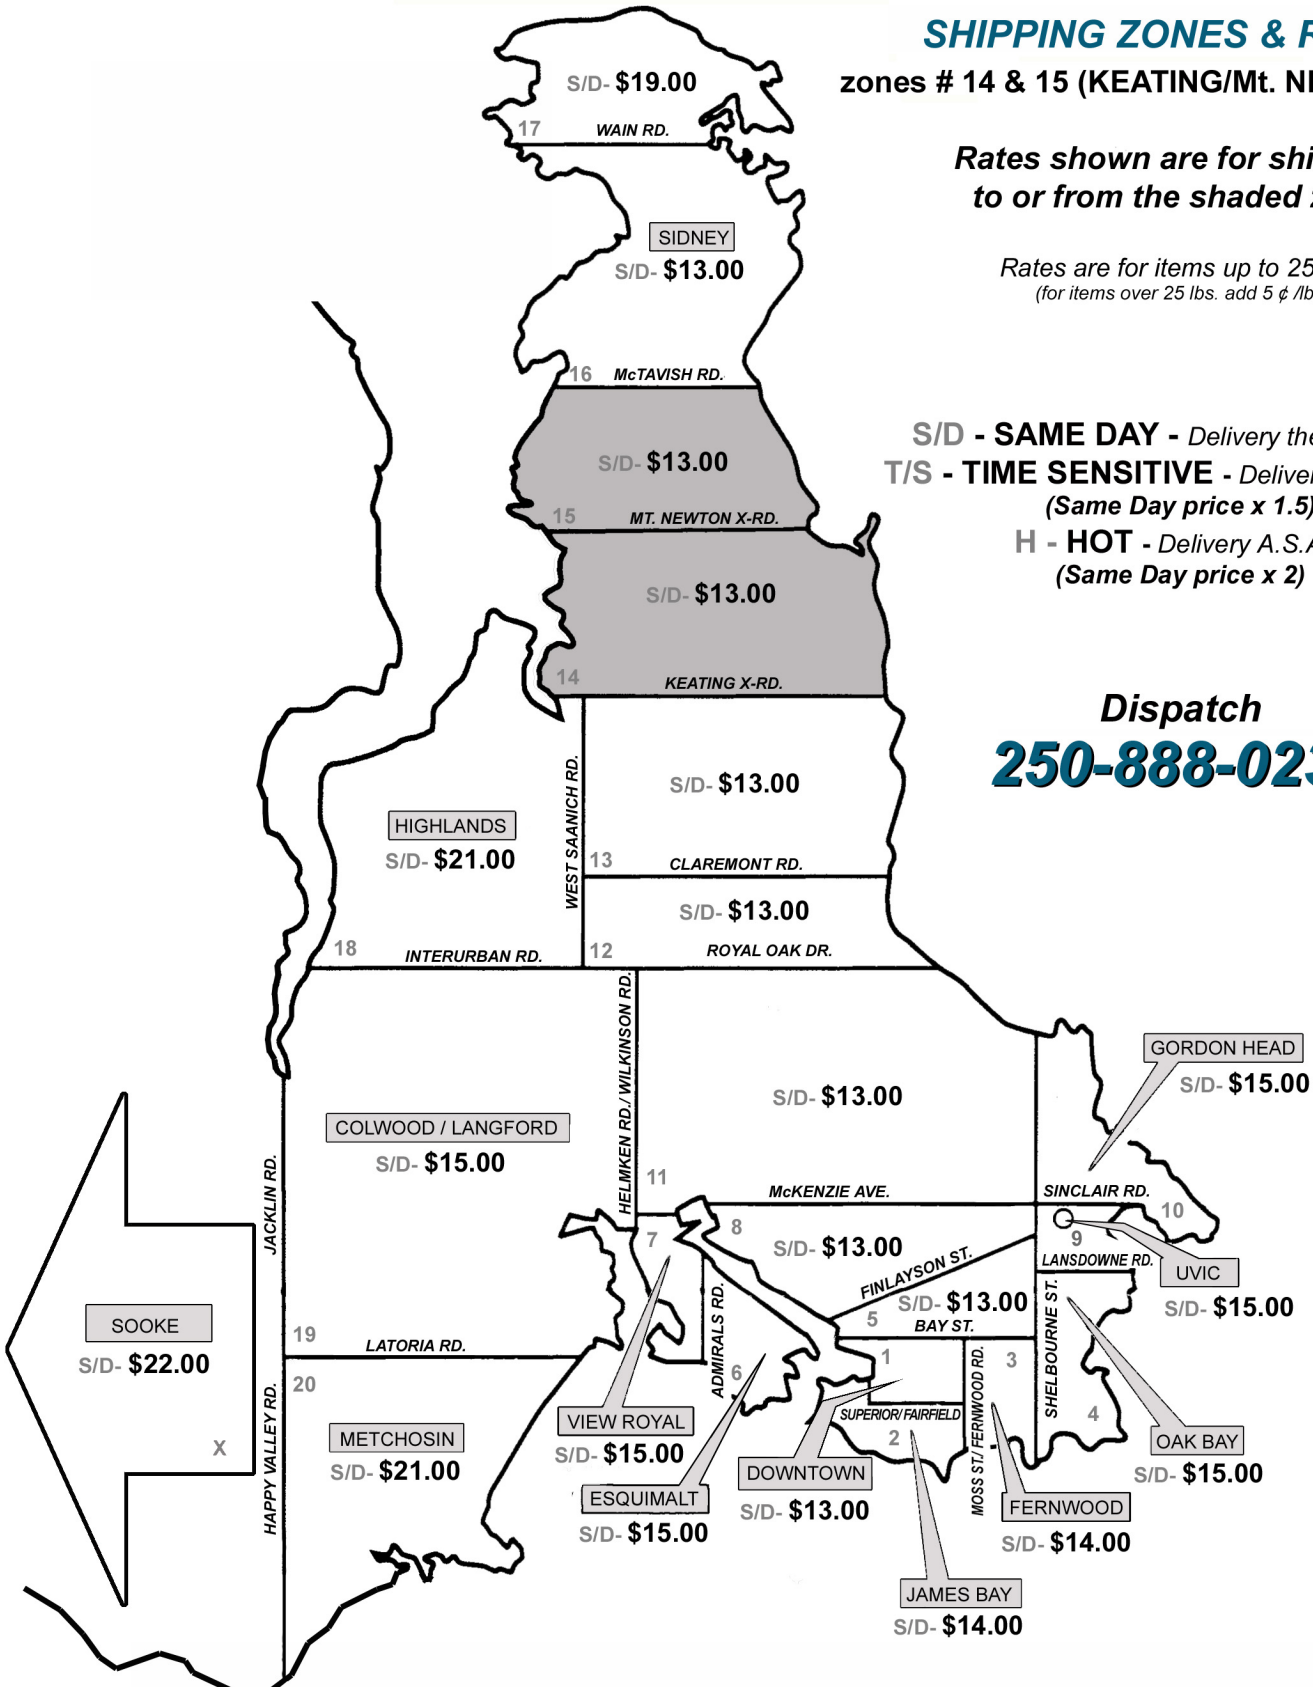 SHIPPING ZONES &
zones # 14 & 15 (KEATING/Mt.
Rates shown are for
to or from the shaded
Rates are for items up to 25
(for items over 25 lbs. add 5 ¢ /lb
S/D - SAME DAY - Delivery
T/S - TIME SENSITIVE -
(Same Day price x 1.5)
H - HOT - Delivery
(Same Day price x 2)
Dispatch
250-888-02
S/D- $19.00
17 WAIN RD.
SIDNEY
S/D- $13.00
16 McTAVISH RD.
S/D- $13.00
15 MT. NEWTON X-RD.
S/D- $13.00
14 KEATING X-RD.
WEST SAANICH RD.
S/D- $13.00
13 CLAREMONT RD.
HIGHLANDS
S/D- $21.00
S/D- $13.00
18 INTERURBAN RD.
12 ROYAL OAK DR.
HELMKEN RD./ WILKINSON RD.
GORDON HEAD
S/D- $15.00
S/D- $13.00
COLWOOD / LANGFORD
S/D- $15.00
JACKLIN RD.
11 McKENZIE AVE.
SINCLAIR RD.
10
7
8
S/D- $13.00
9
LANSDOWNE RD.
UVIC
S/D- $15.00
FINLAYSON ST.
S/D- $13.00
5 BAY ST.
SHELBOURNE ST.
SOOKE
S/D- $22.00
X
19 LATORIA RD.
20
HAPPY VALLEY RD.
METCHOSIN
S/D- $21.00
ADMIRALS RD.
6
1
3
4
SUPERIOR/ FAIRFIELD
2
MOSS ST./ FERNWOOD RD.
VIEW ROYAL
S/D- $15.00
OAK BAY
S/D- $15.00
DOWNTOWN
S/D- $13.00
ESQUIMALT
S/D- $15.00
FERNWOOD
S/D- $14.00
JAMES BAY
S/D- $14.00